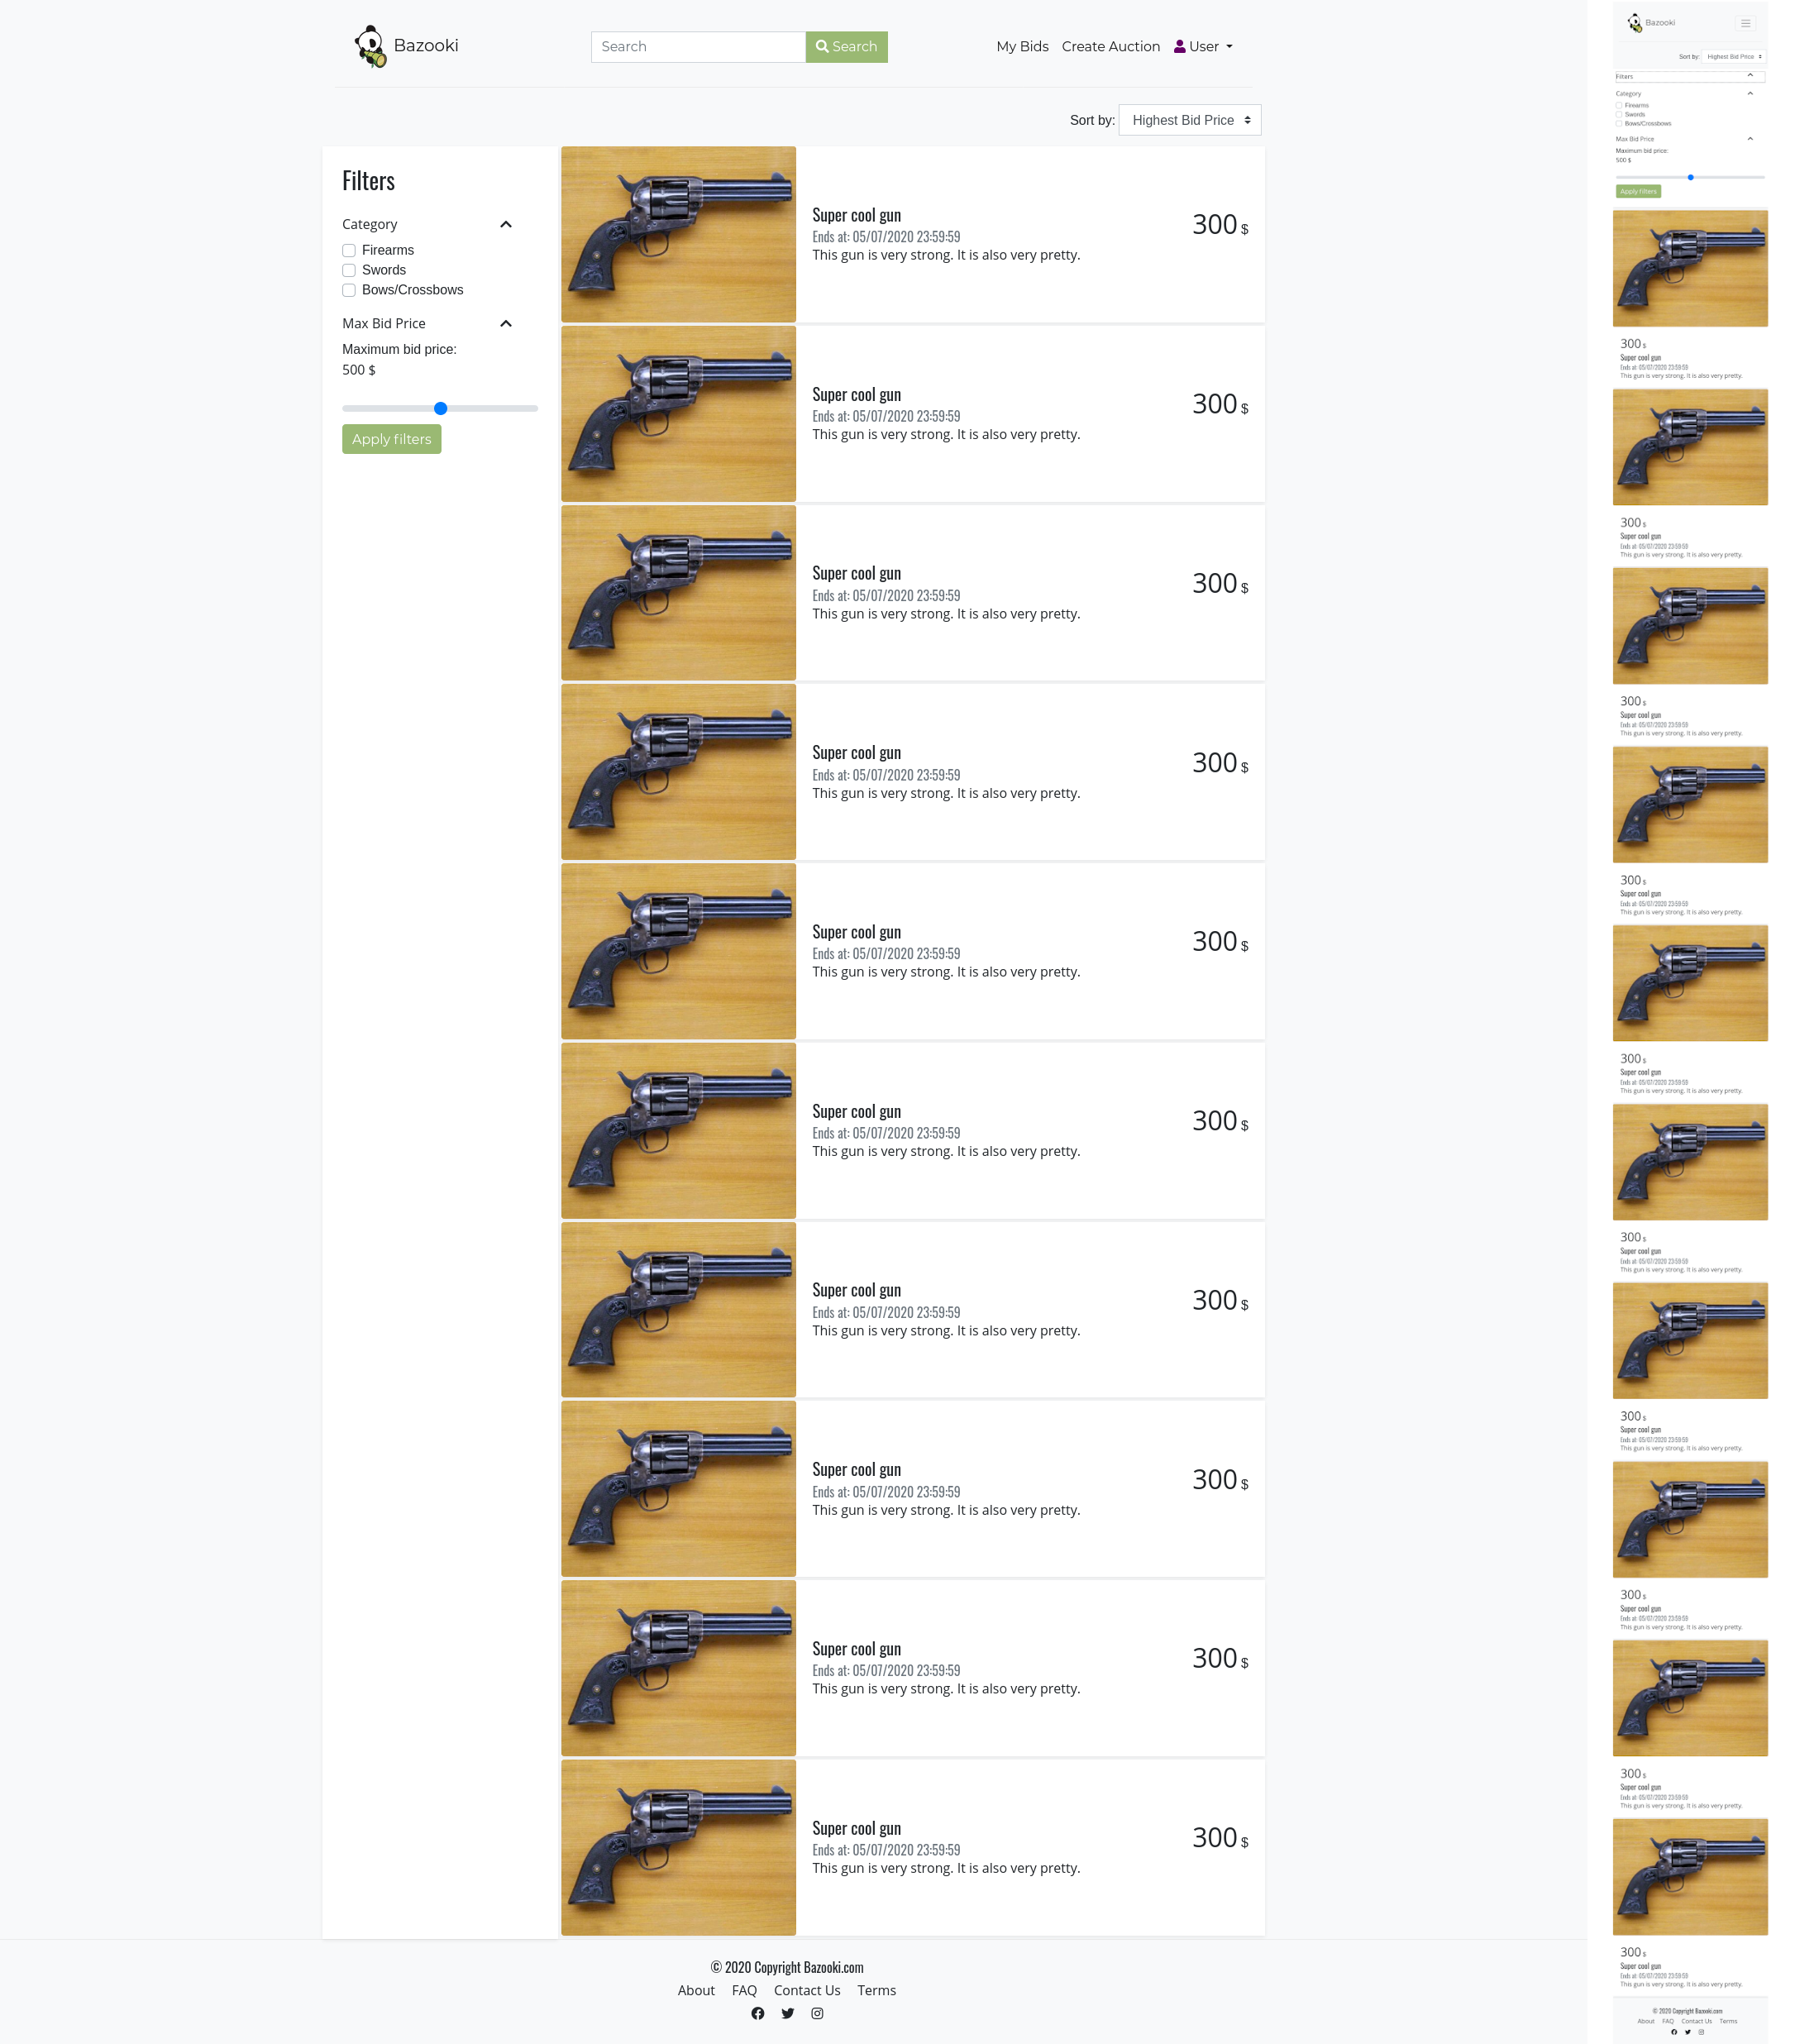 Bazooki
Search
Search
My Bids
Create Auction
User
Sort by:
Highest Bid Price
Filters
Category
Firearms
Swords
Bows/Crossbows
Max Bid Price
Maximum bid price:
500 $
Apply filters
Super cool gun
Ends at: 05/07/2020 23:59:59
This gun is very strong. It is also very pretty.
300 $
Super cool gun
Ends at: 05/07/2020 23:59:59
This gun is very strong. It is also very pretty.
300 $
Super cool gun
Ends at: 05/07/2020 23:59:59
This gun is very strong. It is also very pretty.
300 $
Super cool gun
Ends at: 05/07/2020 23:59:59
This gun is very strong. It is also very pretty.
300 $
Super cool gun
Ends at: 05/07/2020 23:59:59
This gun is very strong. It is also very pretty.
300 $
Super cool gun
Ends at: 05/07/2020 23:59:59
This gun is very strong. It is also very pretty.
300 $
Super cool gun
Ends at: 05/07/2020 23:59:59
This gun is very strong. It is also very pretty.
300 $
Super cool gun
Ends at: 05/07/2020 23:59:59
This gun is very strong. It is also very pretty.
300 $
Super cool gun
Ends at: 05/07/2020 23:59:59
This gun is very strong. It is also very pretty.
300 $
Super cool gun
Ends at: 05/07/2020 23:59:59
This gun is very strong. It is also very pretty.
300 $
© 2020 Copyright Bazooki.com
About FAQ Contact Us Terms
Bazooki
Sort by: Highest Bid Price
Filters
Category
Firearms
Swords
Bows/Crossbows
Max Bid Price
Maximum bid price:
500 $
Apply filters
300 $
Super cool gun
Ends at: 05/07/2020 23:59:59
This gun is very strong. It is also very pretty.
300 $
Super cool gun
Ends at: 05/07/2020 23:59:59
This gun is very strong. It is also very pretty.
300 $
Super cool gun
Ends at: 05/07/2020 23:59:59
This gun is very strong. It is also very pretty.
300 $
Super cool gun
Ends at: 05/07/2020 23:59:59
This gun is very strong. It is also very pretty.
300 $
Super cool gun
Ends at: 05/07/2020 23:59:59
This gun is very strong. It is also very pretty.
300 $
Super cool gun
Ends at: 05/07/2020 23:59:59
This gun is very strong. It is also very pretty.
300 $
Super cool gun
Ends at: 05/07/2020 23:59:59
This gun is very strong. It is also very pretty.
300 $
Super cool gun
Ends at: 05/07/2020 23:59:59
This gun is very strong. It is also very pretty.
300 $
Super cool gun
Ends at: 05/07/2020 23:59:59
This gun is very strong. It is also very pretty.
300 $
Super cool gun
Ends at: 05/07/2020 23:59:59
This gun is very strong. It is also very pretty.
© 2020 Copyright Bazooki.com
About FAQ Contact Us Terms